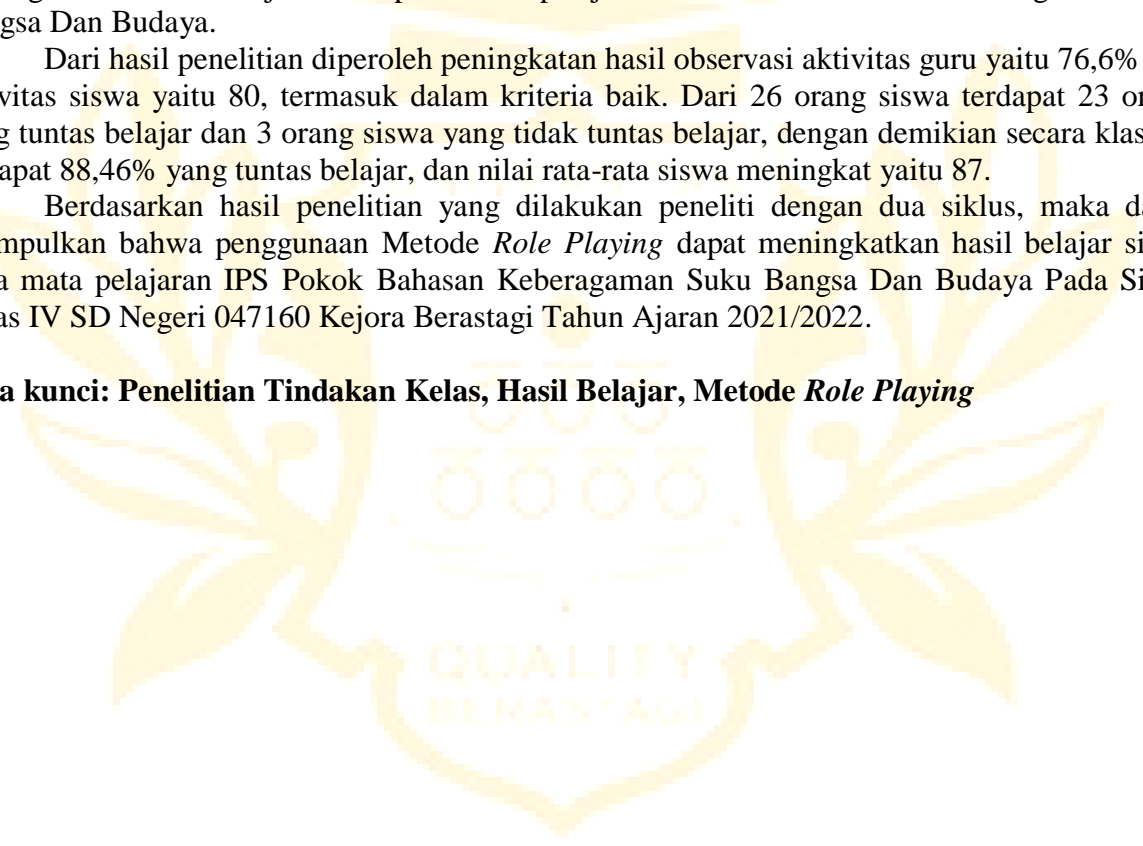 gsa Dan Budaya.
Dari hasil penelitian diperoleh peningkatan hasil observasi aktivitas guru yaitu 76,6%
vitas siswa yaitu 80, termasuk dalam kriteria baik. Dari 26 orang siswa terdapat 23 or
g tuntas belajar dan 3 orang siswa yang tidak tuntas belajar, dengan demikian secara klas
apat 88,46% yang tuntas belajar, dan nilai rata-rata siswa meningkat yaitu 87.
Berdasarkan hasil penelitian yang dilakukan peneliti dengan dua siklus, maka da
mpulkan bahwa penggunaan Metode Role Playing dapat meningkatkan hasil belajar si
a mata pelajaran IPS Pokok Bahasan Keberagaman Suku Bangsa Dan Budaya Pada Si
as IV SD Negeri 047160 Kejora Berastagi Tahun Ajaran 2021/2022.
a kunci: Penelitian Tindakan Kelas, Hasil Belajar, Metode Role Playing
QUALITY
BERASTAGI